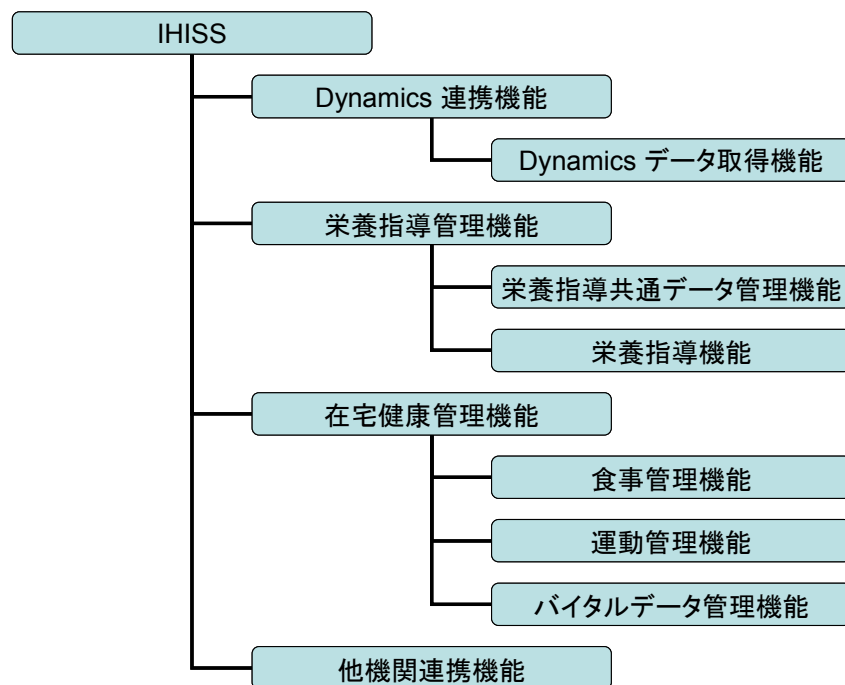 IHISS
Dynamics 連携機能
Dynamics データ取得機能
栄養指導管理機能
栄養指導共通データ管理機能
栄養指導機能
在宅健康管理機能
食事管理機能
運動管理機能
バイタルデータ管理機能
他機関連携機能